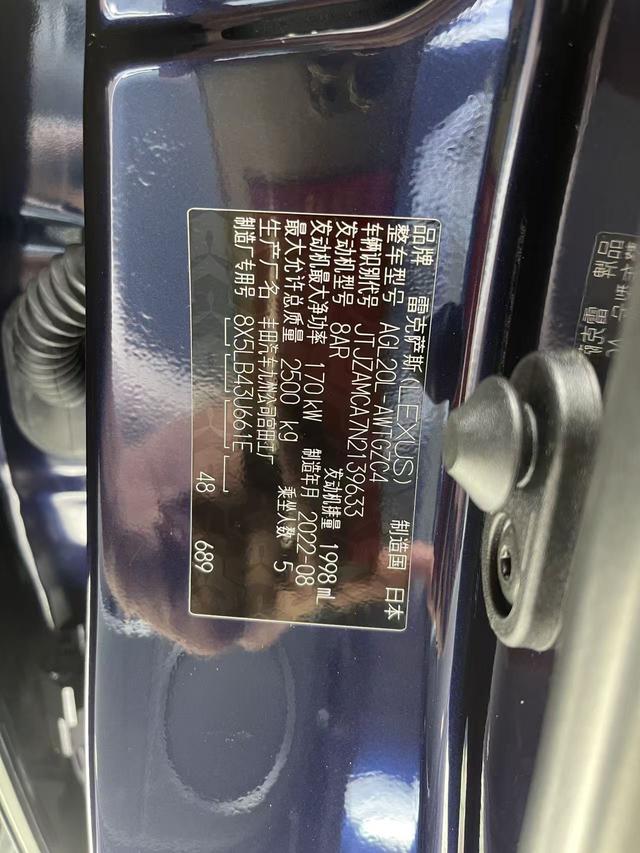 品牌 雷克萨斯(LEXUS) 制造国 日本
整车型号 AGL20L-AWTGZC4
车辆识别代号 JTJZAMCA7N2139633
发动机型号 8AR 发动机排量 1998 mL
发动机最大净功率 170 kW 制造年月 2022-08
最大允许总质量 2500 kg 乘坐人数 5
生产厂名 丰田汽车九州公司宫田工厂
制造厂专用号 8X5LB43U661E 48 689